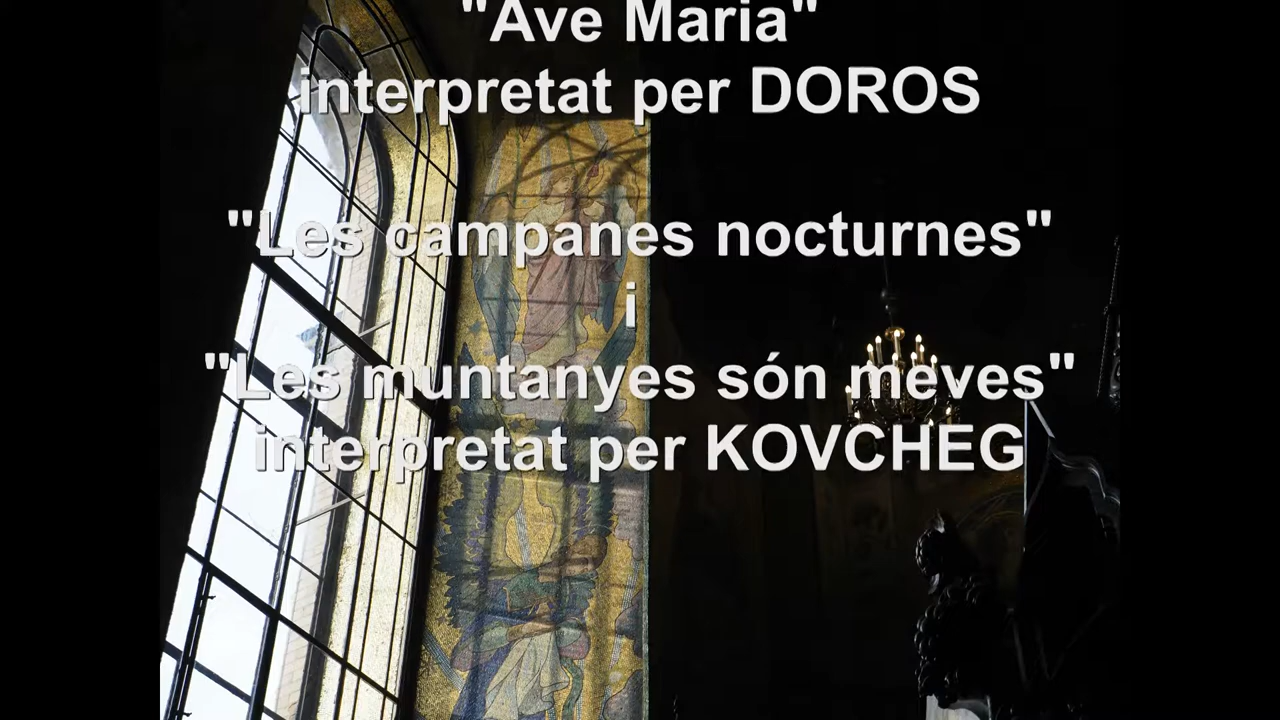 "Ave Maria"
interpretat per DOROS
"Les campanes nocturnes"
i
"Les muntanyes són meves"
interpretat per KOVCHEG